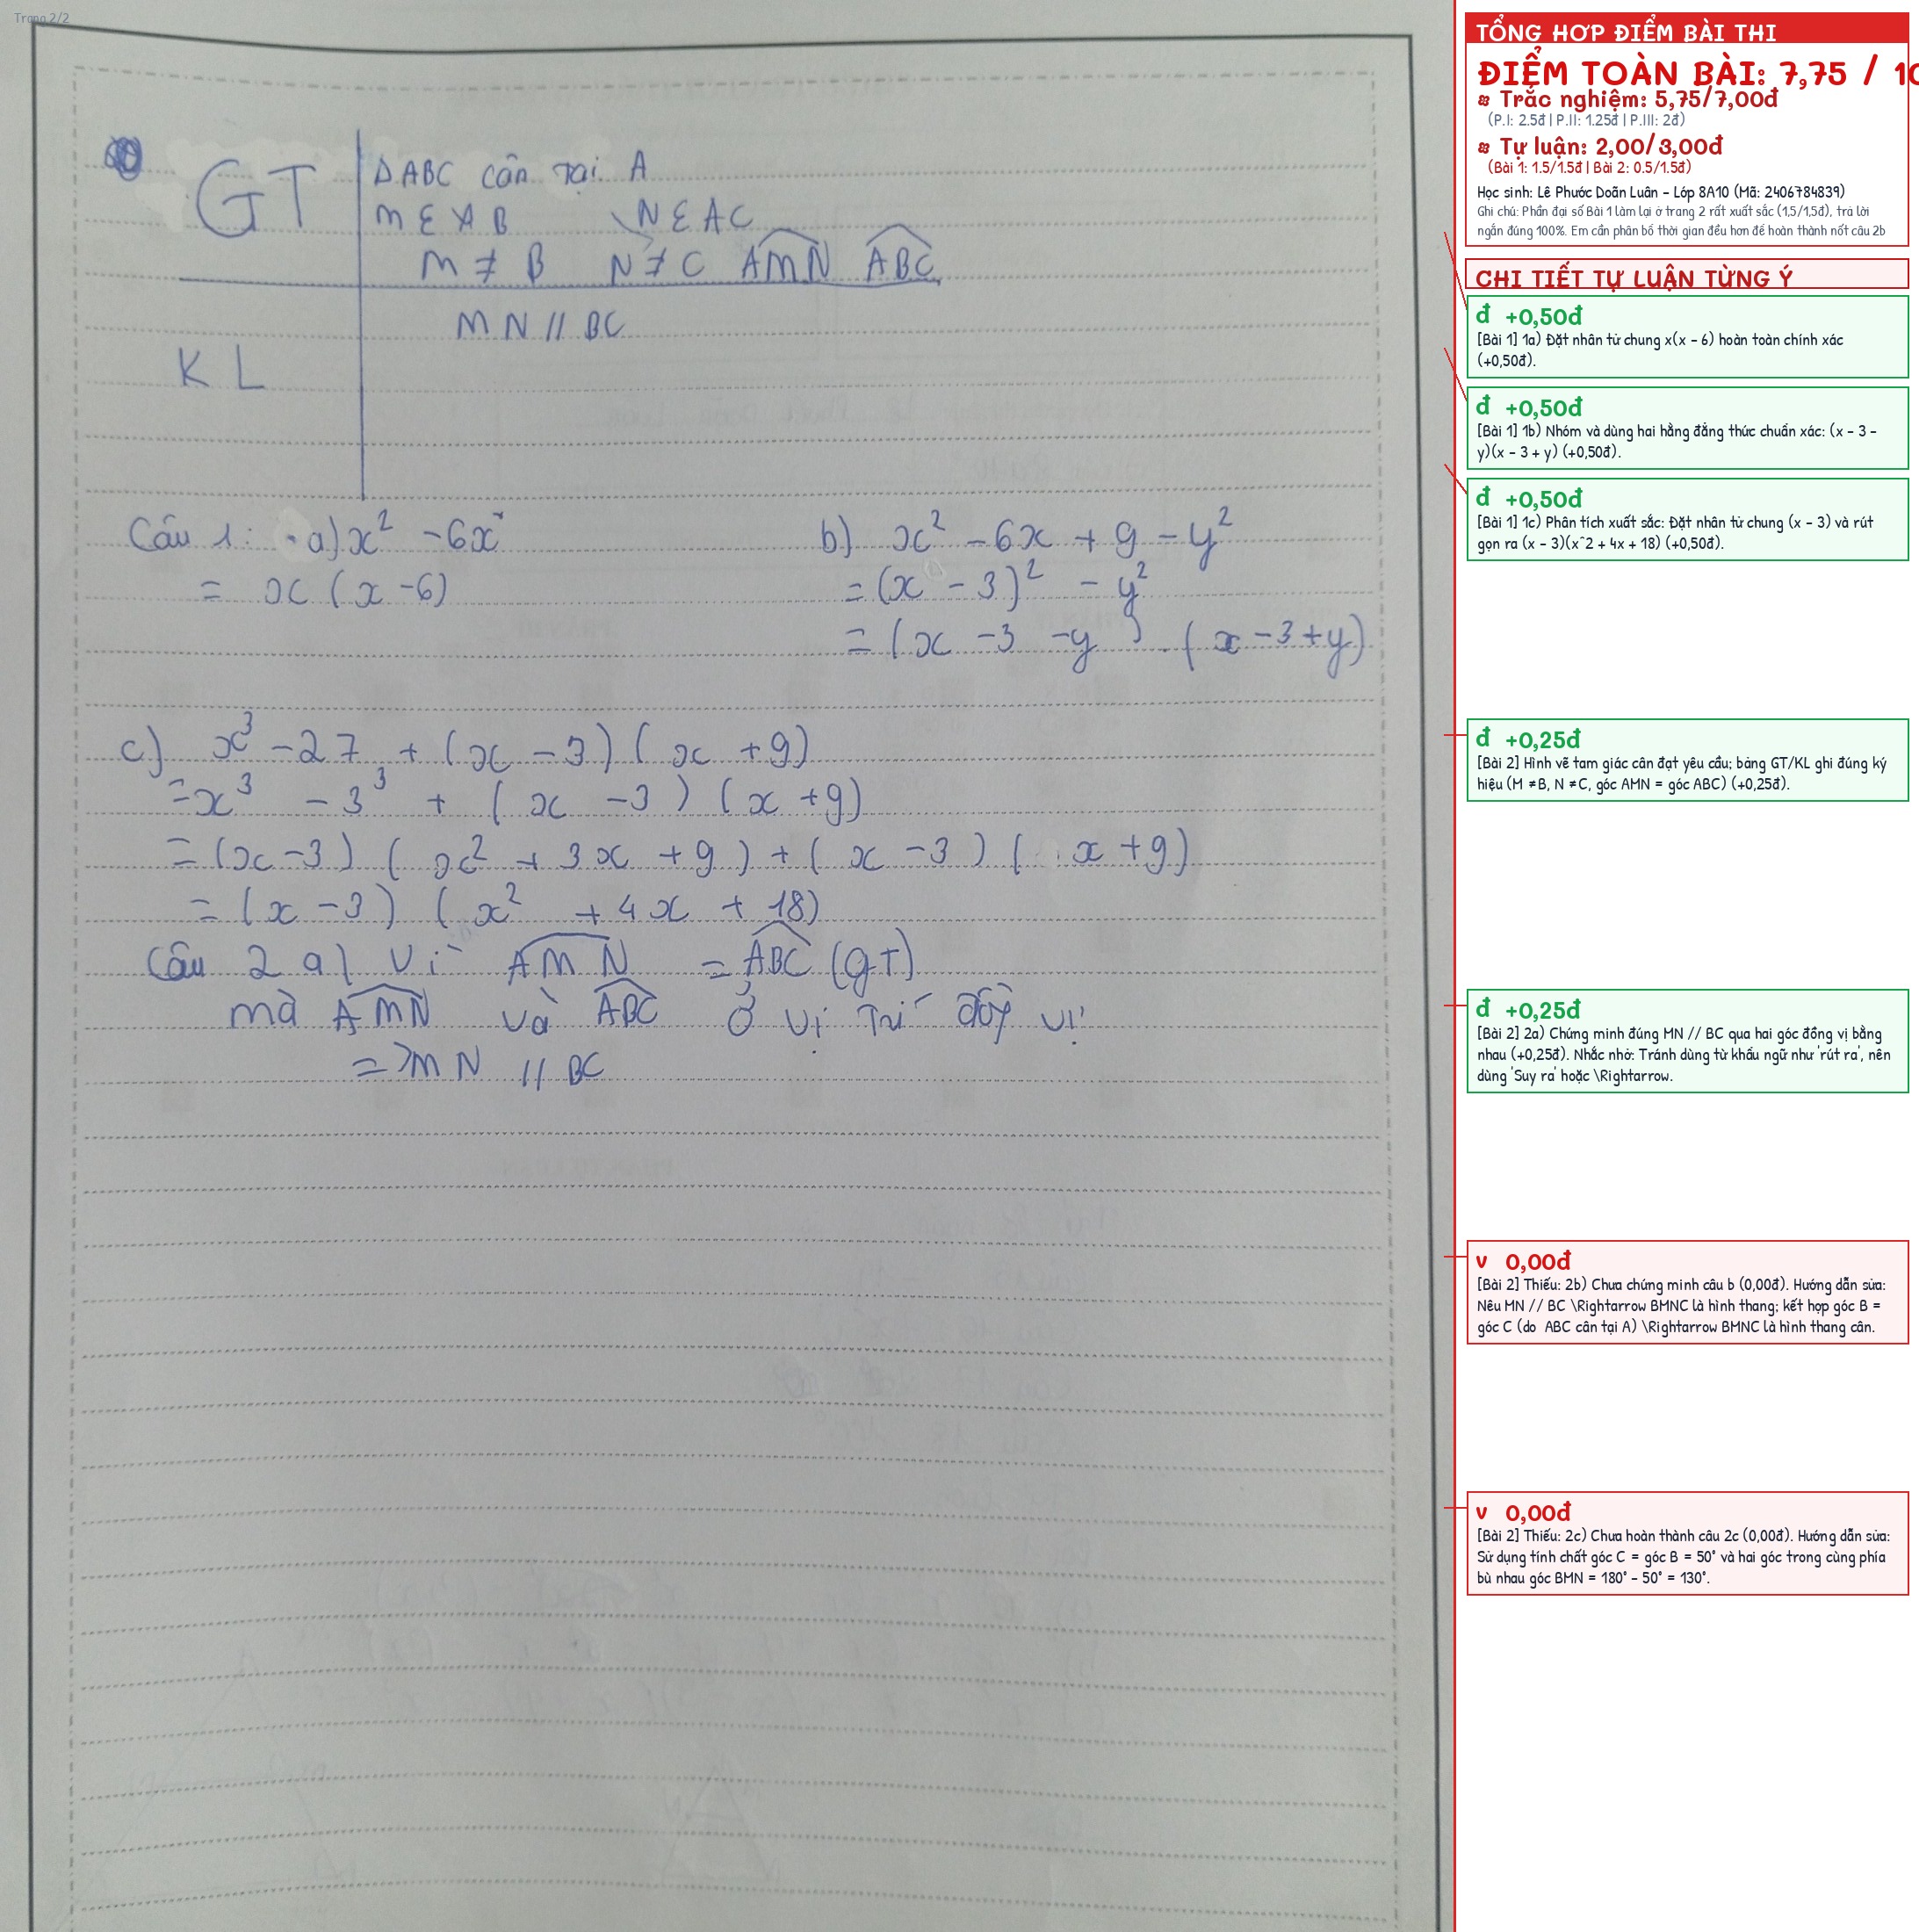 Trang 2/2
GT
ΔABC cân tại A
M ∈ AB N ∈ AC
M ≠ B N ≠ C AMN ABC
KL
MN // BC
Câu 1: a) x² - 6x
= x (x - 6)
b) x² - 6x + 9 - y²
= (x - 3)² - y²
= (x - 3 - y) . (x - 3 + y)
c) x³ - 27 + (x - 3) (x + 9)
= x³ - 3³ + (x - 3) (x + 9)
= (x - 3) (x² + 3x + 9) + (x - 3) (x + 9)
= (x - 3) (x² + 4x + 18)
Câu 2 a) Vì AMN = ABC (gT)
mà AMN và ABC ở vị trí vị
=> MN // BC
TỔNG HỢP ĐIỂM BÀI THI
ĐIỂM TOÀN BÀI: 7,75 / 10
Trắc nghiệm: 5,75/7,00đ
(P.I: 2.5đ | P.II: 1.25đ | P.III: 2đ)
Tự luận: 2,00/3,00đ
(Bài 1: 1.5/1.5đ | Bài 2: 0.5/1.5đ)
Học sinh: Lê Phước Doãn Luân - Lớp 8A10 (Mã: 2406784839)
Ghi chú: Phần đại số Bài 1 làm lại ở trang 2 rất xuất sắc (1,5/1,5đ), trả lời
ngắn đúng 100%. Em cần phân bổ thời gian đều hơn để hoàn thành nốt câu 2b
CHI TIẾT TỰ LUẬN TỪNG Ý
đ +0,50đ
[Bài 1] 1a) Đặt nhân tử chung x(x - 6) hoàn toàn chính xác
(+0,50đ).
đ +0,50đ
[Bài 1] 1b) Nhóm và dùng hai hằng đẳng thức chuẩn xác: (x - 3 -
y)(x - 3 + y) (+0,50đ).
đ +0,50đ
[Bài 1] 1c) Phân tích xuất sắc: Đặt nhân tử chung (x - 3) và rút
gọn ra (x - 3)(x^2 + 4x + 18) (+0,50đ).
đ +0,25đ
[Bài 2] Hình vẽ tam giác cân đạt yêu cầu; bảng GT/KL ghi đúng ký
hiệu (M ≠B, N ≠C, góc AMN = góc ABC) (+0,25đ).
đ +0,25đ
[Bài 2] 2a) Chứng minh đúng MN // BC qua hai góc đồng vị bằng
nhau (+0,25đ). Nhắc nhở: Tránh dùng từ khẩu ngữ như 'rút ra', nên
dùng 'Suy ra' hoặc \Rightarrow.
v 0,00đ
[Bài 2] Thiếu: 2b) Chưa chứng minh câu b (0,00đ). Hướng dẫn sửa:
Nêu MN // BC \Rightarrow BMNC là hình thang; kết hợp góc B =
góc C (do ABC cân tại A) \Rightarrow BMNC là hình thang cân.
v 0,00đ
[Bài 2] Thiếu: 2c) Chưa hoàn thành câu 2c (0,00đ). Hướng dẫn sửa:
Sử dụng tính chất góc C = góc B = 50° và hai góc trong cùng phía
bù nhau góc BMN = 180° - 50° = 130°.